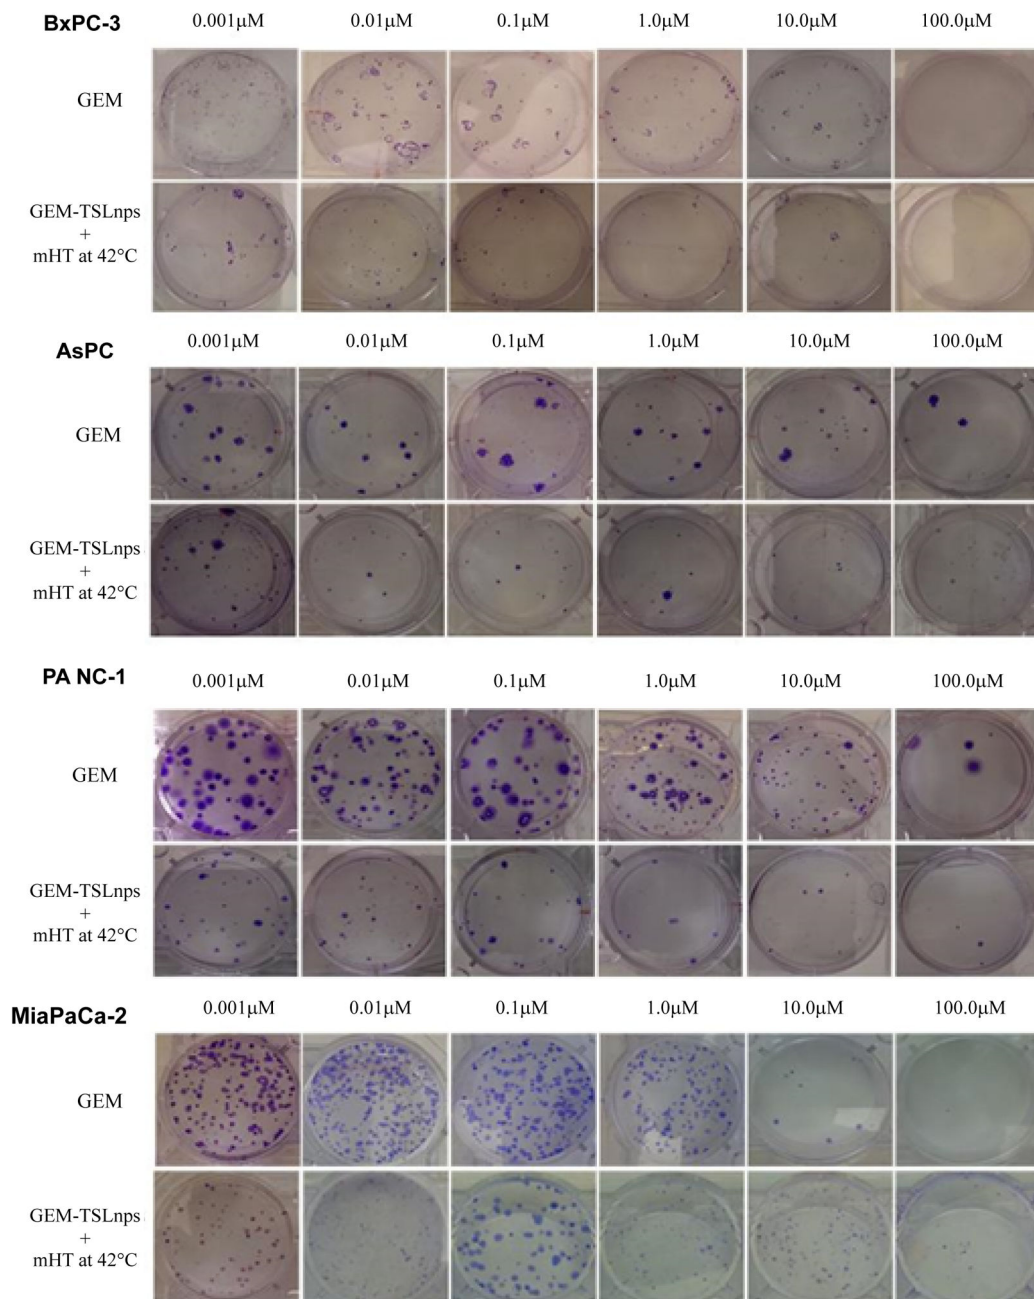 BxPC-3 0.001µM 0.01µM 0.1µM 1.0µM 10.0µM 100.0µM
GEM
GEM-TSLnps
+
mHT at 42°C
AsPC 0.001µM 0.01µM 0.1µM 1.0µM 10.0µM 100.0µM
GEM
GEM-TSLnps
+
mHT at 42°C
PA NC-1 0.001µM 0.01µM 0.1µM 1.0µM 10.0µM 100.0µM
GEM
GEM-TSLnps
+
mHT at 42°C
MiaPaCa-2 0.001µM 0.01µM 0.1µM 1.0µM 10.0µM 100.0µM
GEM
GEM-TSLnps
+
mHT at 42°C